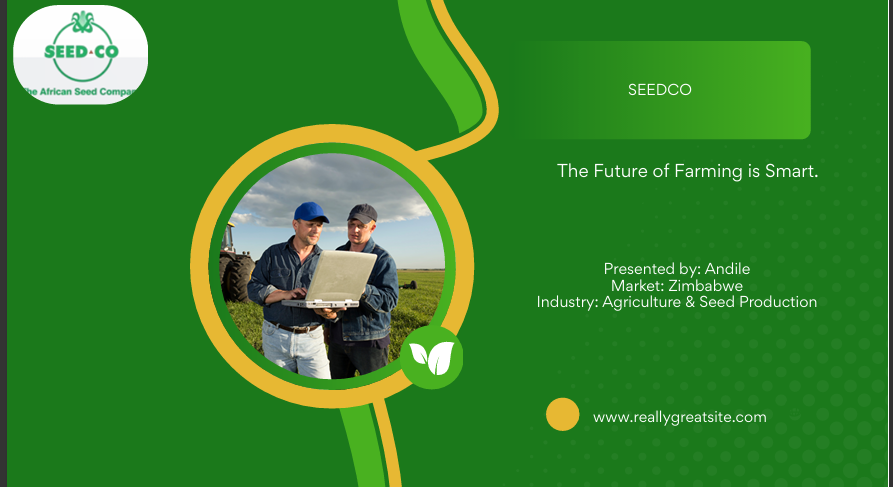 SEED·CO
The African Seed Compan
SEEDCO
The Future of Farming is Smart.
Presented by: Andile
Market: Zimbabwe
Industry: Agriculture & Seed Production
www.reallygreatsite.com